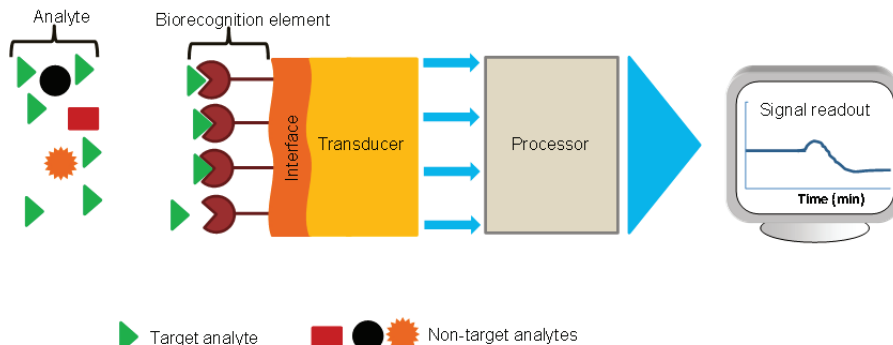 Analyte
Biorecognition element
Interface
Transducer
Processor
Signal readout
Time (min)
Target analyte
Non-target analytes